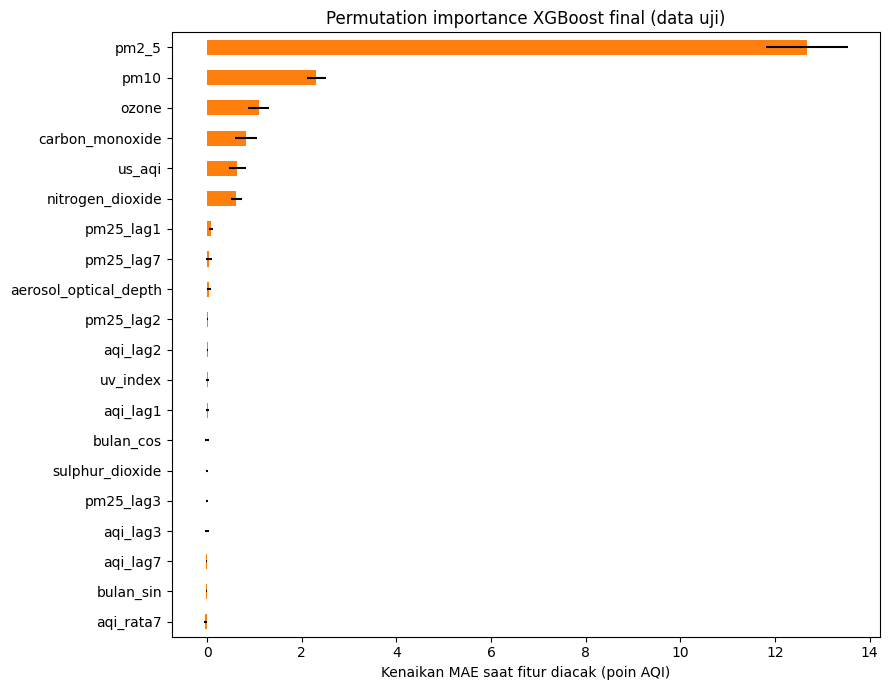 Permutation importance XGBoost final (data uji)
pm2_5
pm10
ozone
carbon_monoxide
us_aqi
nitrogen_dioxide
pm25_lag1
pm25_lag7
aerosol_optical_depth
pm25_lag2
aqi_lag2
uv_index
aqi_lag1
bulan_cos
sulphur_dioxide
pm25_lag3
aqi_lag3
aqi_lag7
bulan_sin
aqi_rata7
0 2 4 6 8 10 12 14
Kenaikan MAE saat fitur diacak (poin AQI)